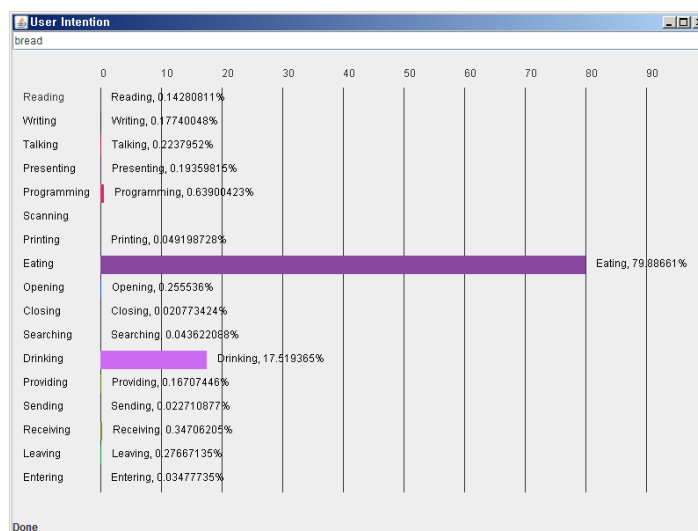 User Intention
bread
0 10 20 30 40 50 60 70 80 90
Reading Reading, 0.14280811%
Writing Writing, 0.17740048%
Talking Talking, 0.2237952%
Presenting Presenting, 0.19359815%
Programming Programming, 0.63900423%
Scanning
Printing Printing, 0.049198728%
Eating Eating, 79.88661%
Opening Opening, 0.255536%
Closing Closing, 0.020773424%
Searching Searching, 0.043622088%
Drinking Drinking, 17.519365%
Providing Providing, 0.16707446%
Sending Sending, 0.022710877%
Receiving Receiving, 0.34706205%
Leaving Leaving, 0.27667135%
Entering Entering, 0.03477735%
Done